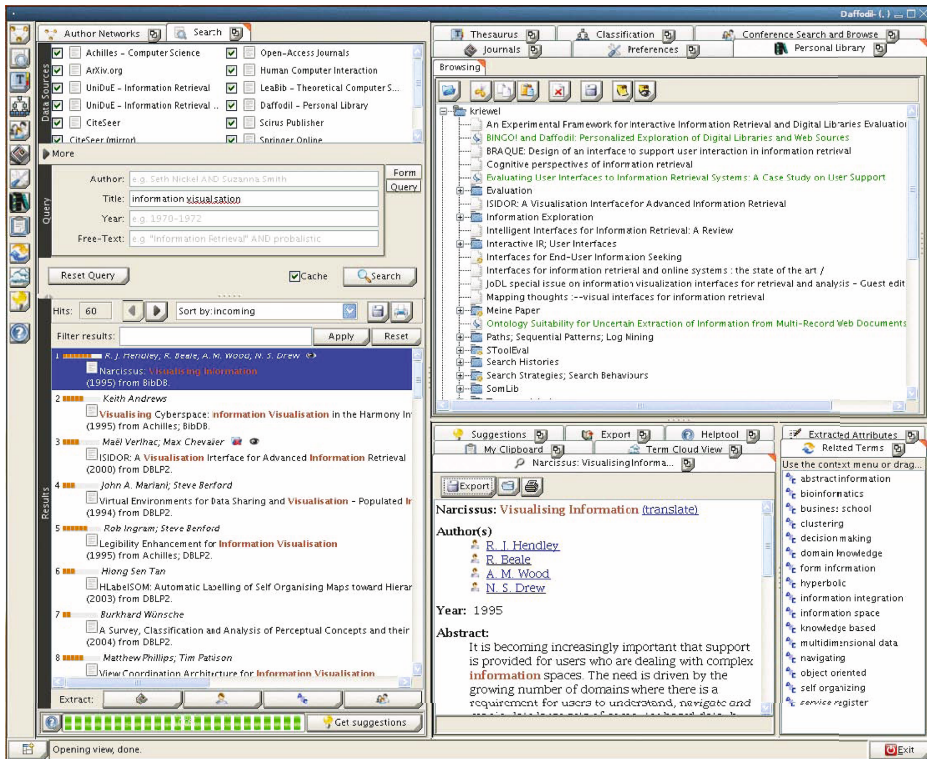 Daffodil- (.)
Author Networks
Search
Data Sources
Achilles - Computer Science
Open-Access Journals
ArXiv.org
Human Computer Interaction
UniDuE - Information Retrieval
LeaBib - Theoretical Computer S...
UniDuE - Information Retrieval ..
Daffodil - Personal Library
CiteSeer
Scirus Publisher
CiteSeer (mirror)
Springer Online
More
Query
Author: e.g. Seth Nickel AND Suzanna Smith
Title: information visualsation
Year: e.g. 1970-1972
Free-Text: e.g. "Information Retrieval" AND probalistic
Form
Query
Reset Query
Cache
Search
Results
Hits: 60
Sort by: incoming
Filter results:
Apply
Reset
1 R. J. Hendley, R. Beale, A. M. Wood, N. S. Drew
Narcissus: Visualising Information
(1995) from BibDB.
2 Keith Andrews
Visualising Cyberspace: nformation Visualisation in the Harmony In
(1995) from Achilles; BibDB.
3 Maël Verlhac; Max Chevalier
ISIDOR: A Visualisation Interface for Advanced Information Retrieval
(2000) from DBLP2.
4 John A. Mariani; Steve Berford
Virtual Environments for Data Sharing and Visualisation - Populated Ir
(1994) from DBLP2.
5 Rob Ingram; Steve Benford
Legibility Enhancement for Information Visualisation
(1995) from Achilles; DBLP2.
6 Hiong Sen Tan
HLabelSOM: Automatic Labelling of Self Organising Maps toward Hierar
(2003) from DBLP2.
7 Burkhard Wünsche
A Survey, Classification and Analysis of Perceptual Concepts and their
(2004) from DBLP2.
8 Matthew Phillips; Tim Pattison
View Coordination Architecture for Information Visualisation
Extract:
Get suggestions
Opening view, done.
Thesaurus
Classification
Conference Search and Browse
Journals
Preferences
Personal Library
Browsing
kriewel
An Experimental Framework for Interactive Information Retrieval and Digital Libraries Evaluation
BINGO! and Daffodil: Personalized Exploration of Digital Libraries and Web Sources
BRAQUE: Design of an interface to support user interaction in information retrieval
Cognitive perspectives of information retrieval
Evaluating User Interfaces to Information Retrieval Systems: A Case Study on User Support
Evaluation
ISIDOR: A Visualisation Interface for Advanced Information Retrieval
Information Exploration
Intelligent Interfaces for Information Retrieval: A Review
Interactive IR; User Interfaces
Interfaces for End-User Information Seeking
Interfaces for information retrieval and online systems : the state of the art /
JoDL special issue on information visualization interfaces for retrieval and analysis - Guest edit
Mapping thoughts :--visual interfaces for information retrieval
Meine Paper
Ontology Suitability for Uncertain Extraction of Information from Multi-Record Web Documents
Paths; Sequential Patterns; Log Mining
SToolEval
Search Histories
Search Strategies; Search Behaviours
SomLib
Suggestions
Export
Helptool
My Clipboard
Term Cloud View
Narcissus: VisualisingInforma...
Export
Narcissus: Visualising Information (translate)
Author(s)
R. J. Hendley
R. Beale
A. M. Wood
N. S. Drew
Year: 1995
Abstract:
It is becoming increasingly important that support
is provided for users who are dealing with complex
information spaces. The need is driven by the
growing number of domains where there is a
requirement for users to understand, navigate and
Extracted Attributes
Related Terms
Use the context menu or drag...
abstract information
bioinformatics
business school
clustering
decision making
domain knowledge
form information
hyperbolic
information integration
information space
knowledge based
multidimensional data
navigating
object oriented
self organizing
service register
Exit